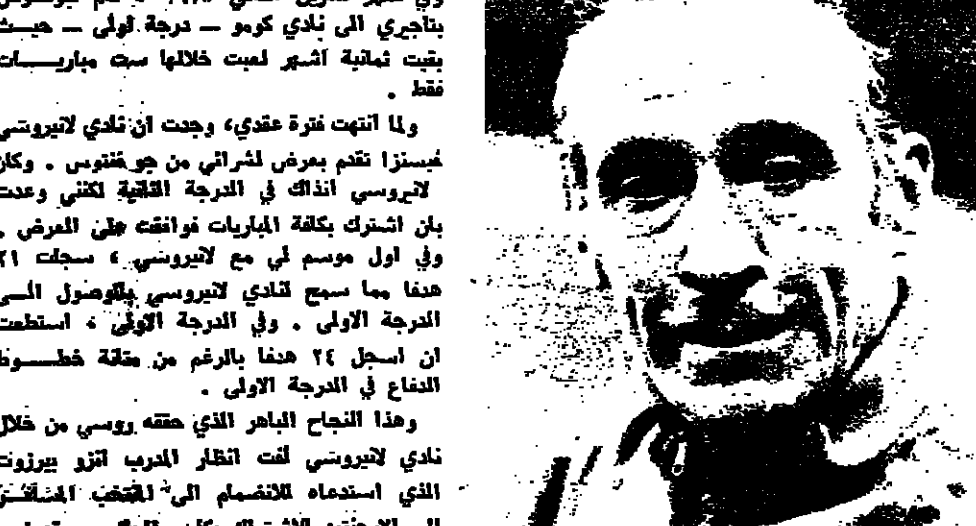 بتاجيري الى نادي كومو — درجة اولى — حيث
بقيت ثمانية اشهر لعبت خلالها ست مباريات
فقط .
ولما انتهت فترة عقدي، وجدت ان نادي لانيروسي
فيسنزا تقدم بعرض لشرائي من جوفنتوس . وكان
لانيروسي انذاك في الدرجة الثانية لكنني وعدت
بان اشترك بكافة المباريات فوافقت على العرض .
وفي اول موسم لي مع لانيروسي ، سجلت ٢١
هدفا مما سمح لنادي لانيروسي بالوصول الى
الدرجة الاولى . وفي الدرجة الاولى ، استطعت
ان اسجل ٢٤ هدفا بالرغم من متانة خطوط
الدفاع في الدرجة الاولى .
وهذا النجاح الباهر الذي حققه روسي من خلال
نادي لانيروسي لفت انظار المدرب انزو بيرزوت
الذي استدعاه للانضمام الى المنتخب المسافر